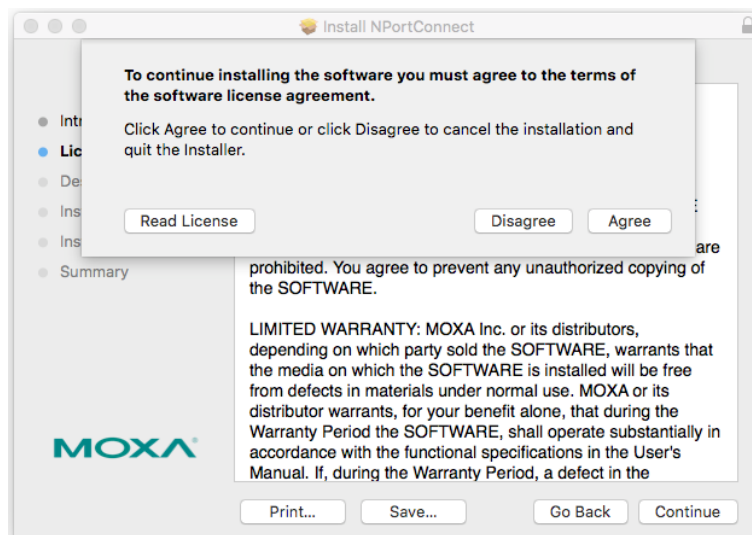 Install NPortConnect
To continue installing the software you must agree to the terms of
the software license agreement.
Click Agree to continue or click Disagree to cancel the installation and
quit the Installer.
Read License
Disagree
Agree
Int
Lic
De
Ins
Ins
Summary
E
are
prohibited. You agree to prevent any unauthorized copying of
the SOFTWARE.
LIMITED WARRANTY: MOXA Inc. or its distributors,
depending on which party sold the SOFTWARE, warrants that
the media on which the SOFTWARE is installed will be free
from defects in materials under normal use. MOXA or its
distributor warrants, for your benefit alone, that during the
Warranty Period the SOFTWARE, shall operate substantially in
accordance with the functional specifications in the User's
Manual. If, during the Warranty Period, a defect in the
MOXA®
Print...
Save...
Go Back
Continue